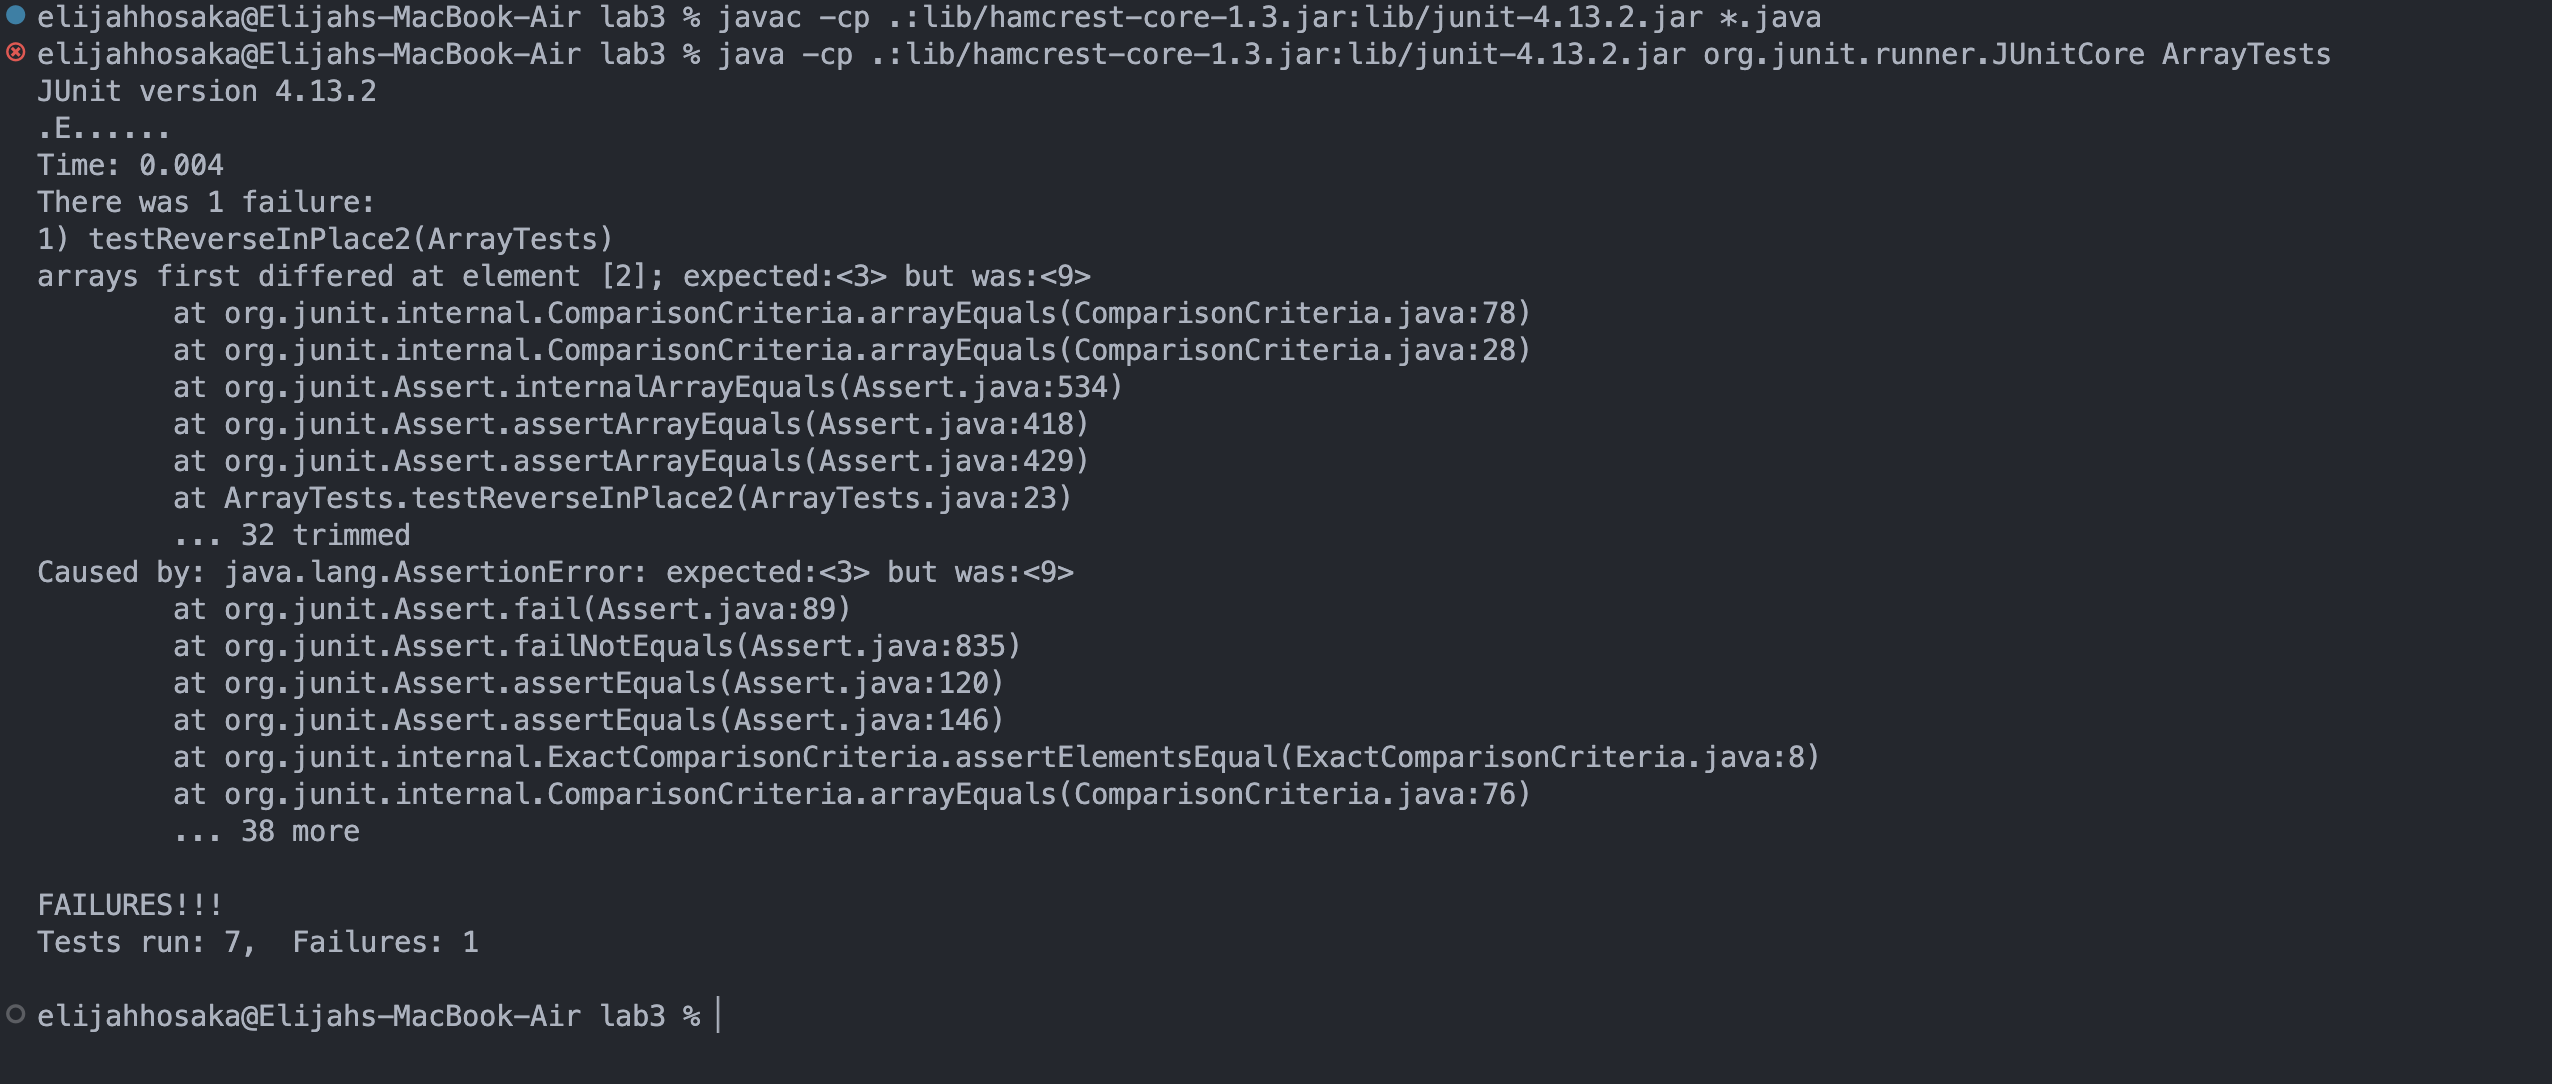 elijahhosaka@Elijahs-MacBook-Air lab3 % javac -cp .:lib/hamcrest-core-1.3.jar:lib/junit-4.13.2.jar *.java
elijahhosaka@Elijahs-MacBook-Air lab3 % java -cp .:lib/hamcrest-core-1.3.jar:lib/junit-4.13.2.jar org.junit.runner.JUnitCore ArrayTests
JUnit version 4.13.2
.E......
Time: 0.004
There was 1 failure:
1) testReverseInPlace2(ArrayTests)
arrays first differed at element [2]; expected:<3> but was:<9>
        at org.junit.internal.ComparisonCriteria.arrayEquals(ComparisonCriteria.java:78)
        at org.junit.internal.ComparisonCriteria.arrayEquals(ComparisonCriteria.java:28)
        at org.junit.Assert.internalArrayEquals(Assert.java:534)
        at org.junit.Assert.assertArrayEquals(Assert.java:418)
        at org.junit.Assert.assertArrayEquals(Assert.java:429)
        at ArrayTests.testReverseInPlace2(ArrayTests.java:23)
        ... 32 trimmed
Caused by: java.lang.AssertionError: expected:<3> but was:<9>
        at org.junit.Assert.fail(Assert.java:89)
        at org.junit.Assert.failNotEquals(Assert.java:835)
        at org.junit.Assert.assertEquals(Assert.java:120)
        at org.junit.Assert.assertEquals(Assert.java:146)
        at org.junit.internal.ExactComparisonCriteria.assertElementsEqual(ExactComparisonCriteria.java:8)
        at org.junit.internal.ComparisonCriteria.arrayEquals(ComparisonCriteria.java:76)
        ... 38 more

FAILURES!!!
Tests run: 7,  Failures: 1

elijahhosaka@Elijahs-MacBook-Air lab3 %